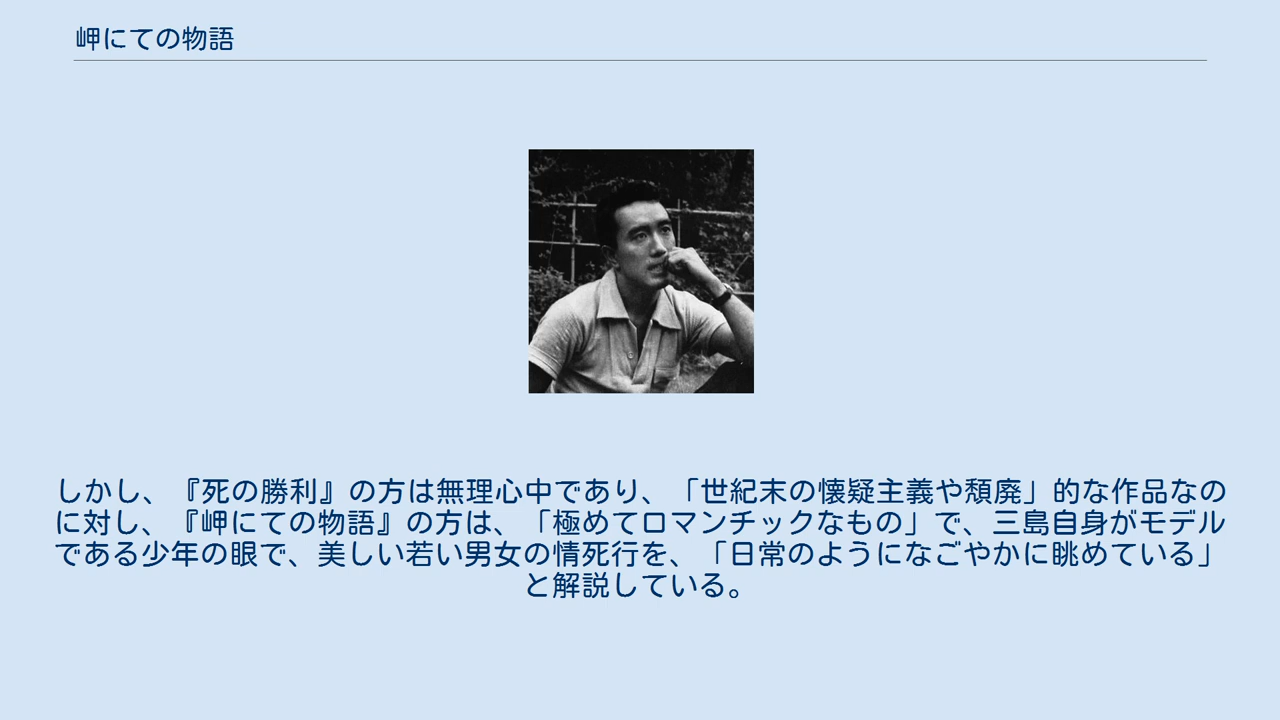 岬にての物語
しかし、『死の勝利』の方は無理心中であり、「世紀末の懐疑主義や頽廃」的な作品なの
に対し、『岬にての物語』の方は、「極めてロマンチックなもの」で、三島自身がモデル
である少年の眼で、美しい若い男女の情死行を、「日常のようになごやかに眺めている」
と解説している。